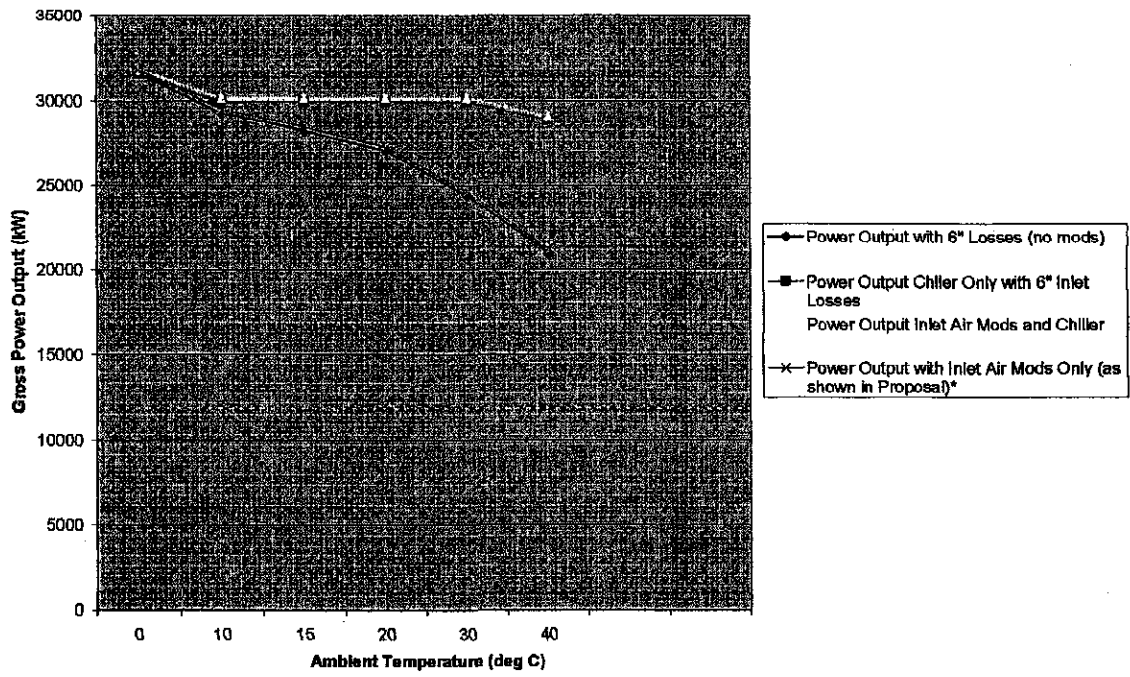 35000
30000
25000
20000
15000
10000
5000
0
Gross Power Output (kW)
0 10 15 20 30 40
Ambient Temperature (deg C)
Power Output with 6" Losses (no mods)
Power Output Chller Only with 6" Inlet
Losses
Power Output Inlet Air Mods and Chiller
Power Output with Inlet Air Mods Only (as
shown in Proposal)*